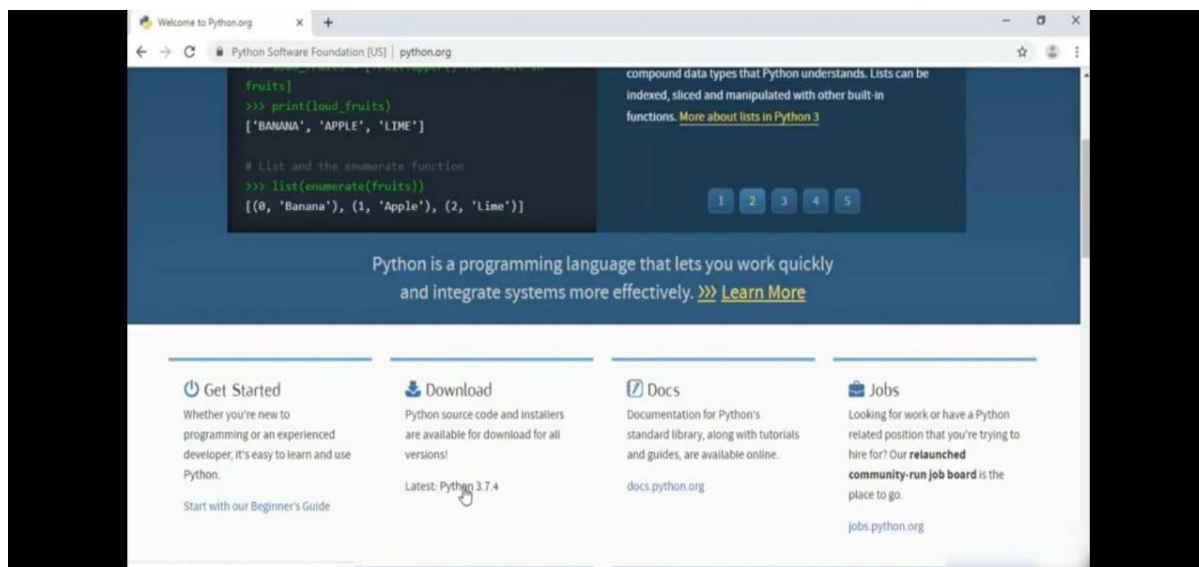 Welcome to Python.org
Python Software Foundation [US] | python.org
fruits]
>>> print(loud_fruits)
['BANANA', 'APPLE', 'LIME']
# List and the enumerate function
>>> list(enumerate(fruits))
[(0, 'Banana'), (1, 'Apple'), (2, 'Lime')]
compound data types that Python understands. Lists can be
indexed, sliced and manipulated with other built-in
functions. More about lists in Python 3
1 2 3 4 5
Python is a programming language that lets you work quickly
and integrate systems more effectively. >>> Learn More
Get Started
Whether you're new to
programming or an experienced
developer, it's easy to learn and use
Python.
Start with our Beginner's Guide
Download
Python source code and installers
are available for download for all
versions!
Latest: Python 3.7.4
Docs
Documentation for Python's
standard library, along with tutorials
and guides, are available online.
docs.python.org
Jobs
Looking for work or have a Python
related position that you're trying to
hire for? Our relaunched
community-run job board is the
place to go.
jobs.python.org